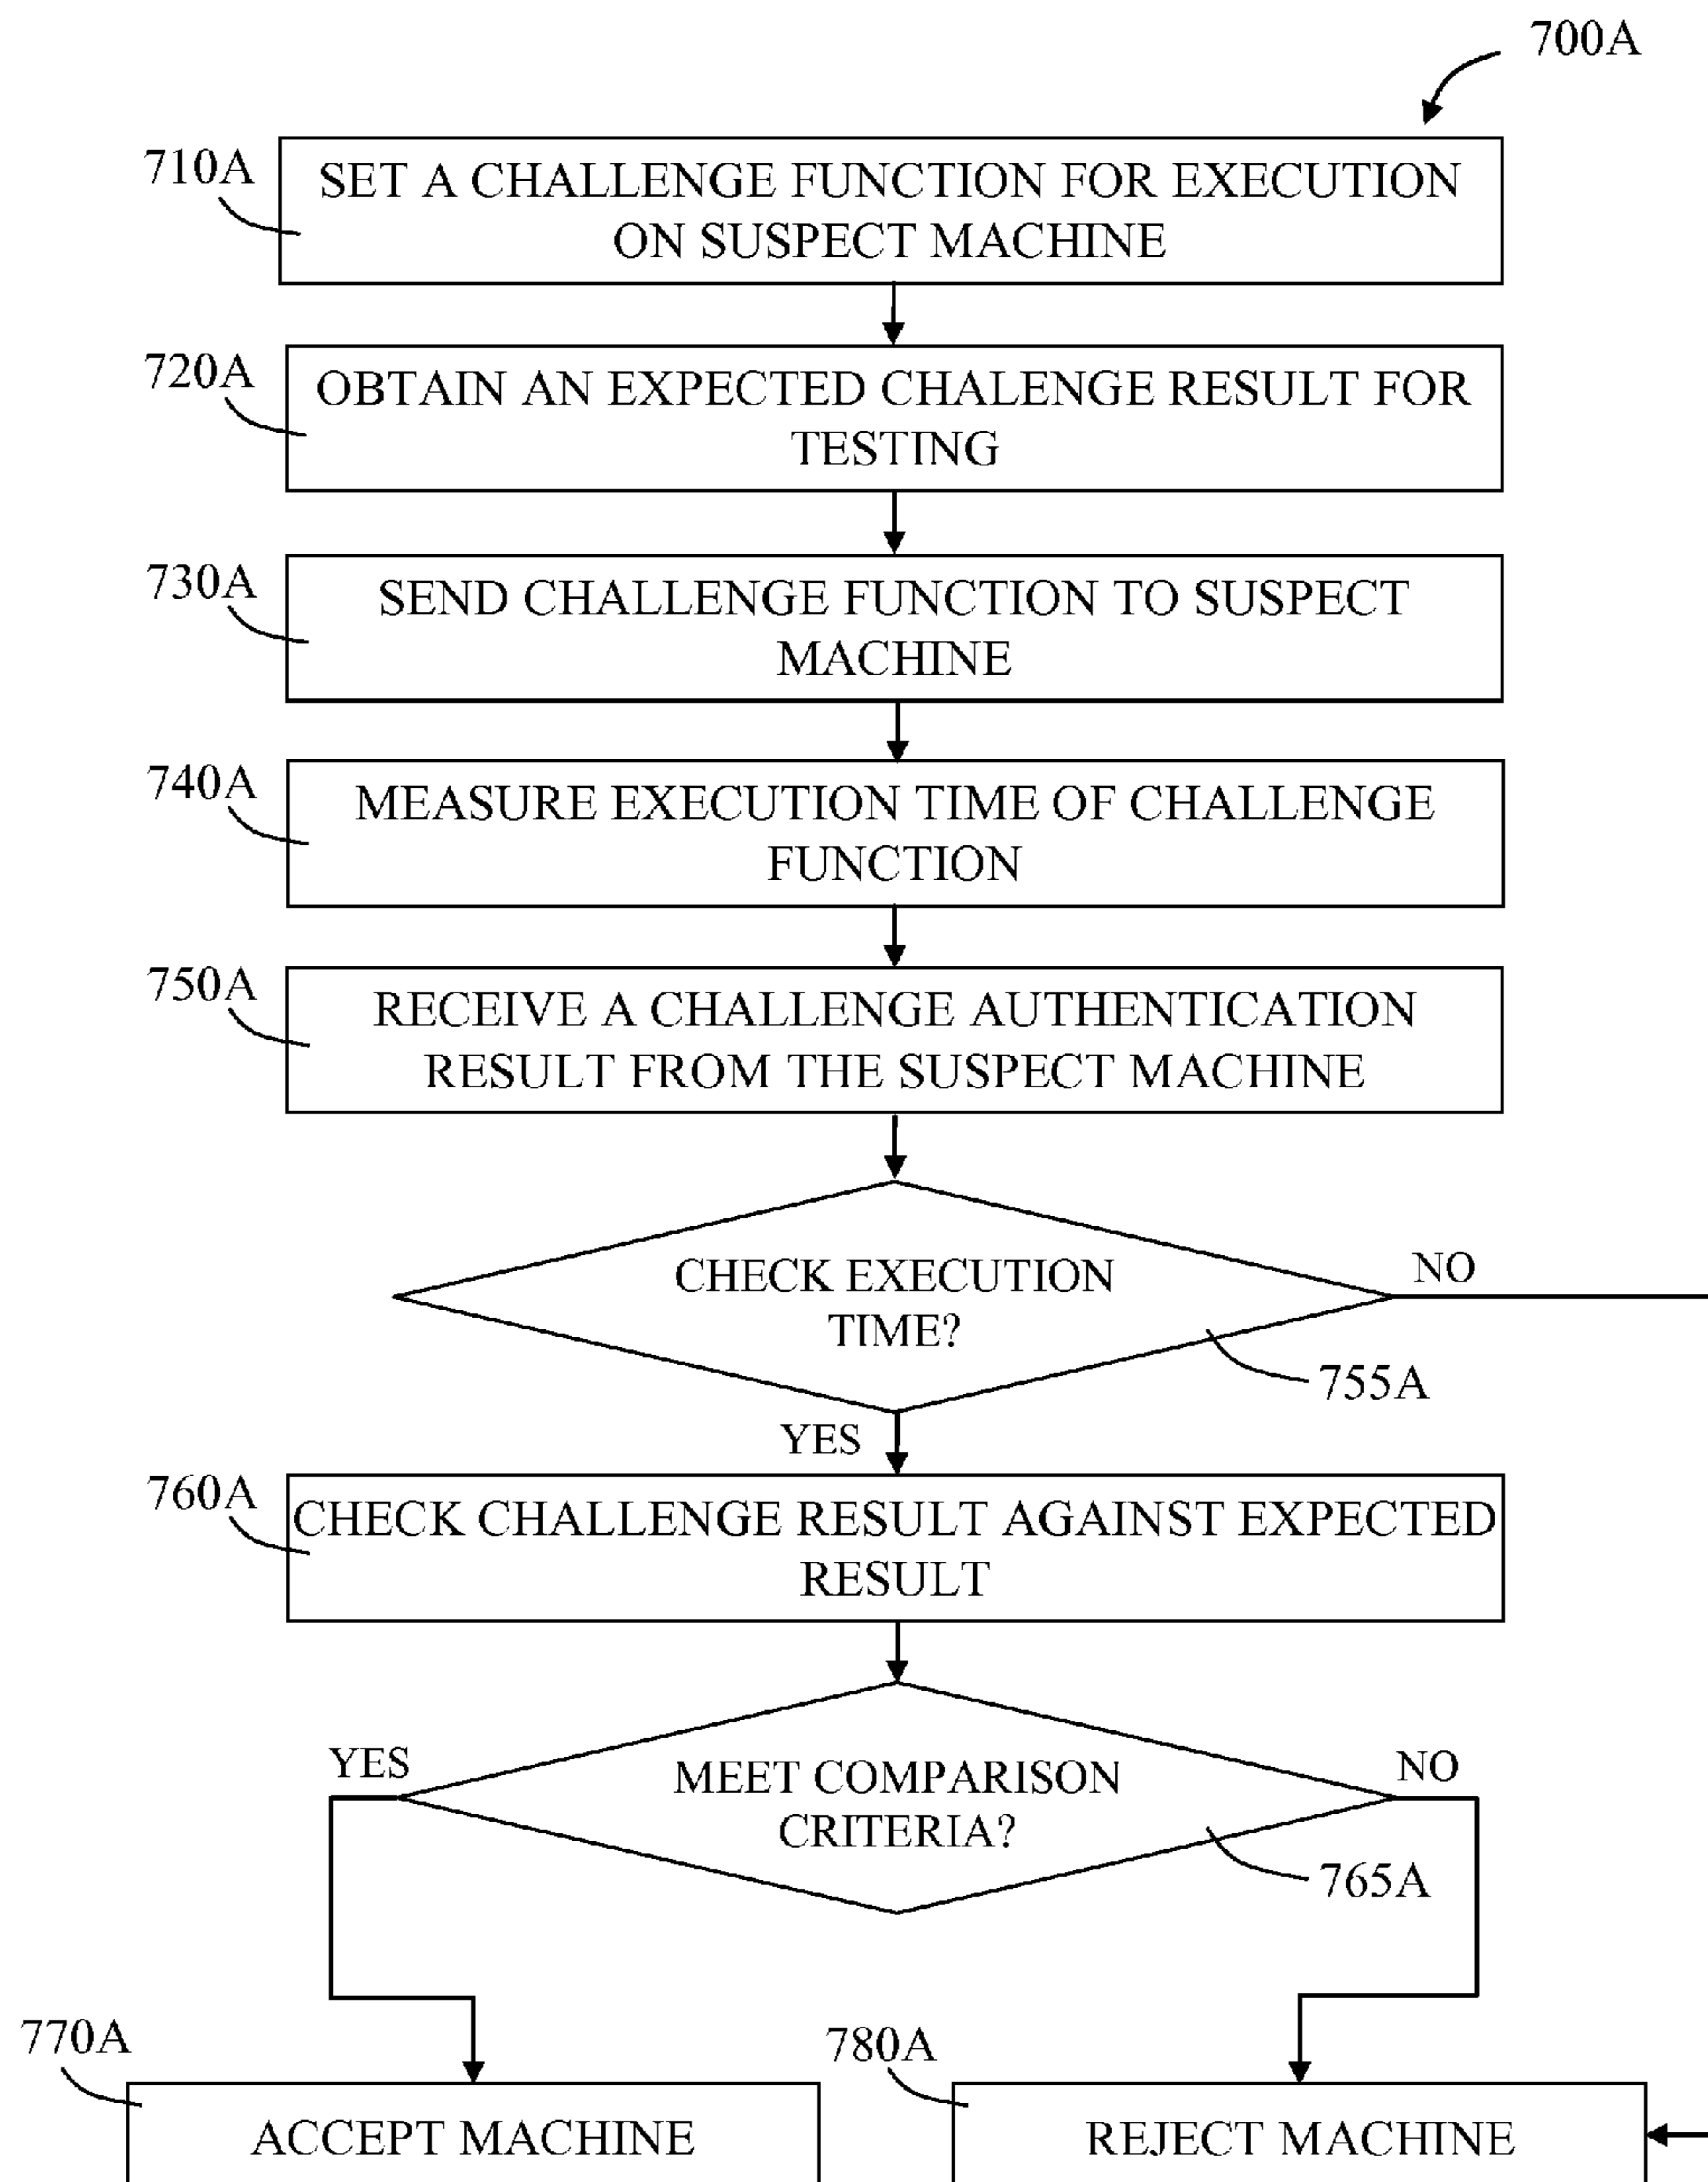 700A
710A
SET A CHALLENGE FUNCTION FOR EXECUTION
ON SUSPECT MACHINE
720A
OBTAIN AN EXPECTED CHALENGE RESULT FOR
TESTING
730A
SEND CHALLENGE FUNCTION TO SUSPECT
MACHINE
740A
MEASURE EXECUTION TIME OF CHALLENGE
FUNCTION
750A
RECEIVE A CHALLENGE AUTHENTICATION
RESULT FROM THE SUSPECT MACHINE
CHECK EXECUTION
TIME?
NO
755A
YES
760A
CHECK CHALLENGE RESULT AGAINST EXPECTED
RESULT
YES
MEET COMPARISON
CRITERIA?
NO
765A
770A
ACCEPT MACHINE
780A
REJECT MACHINE